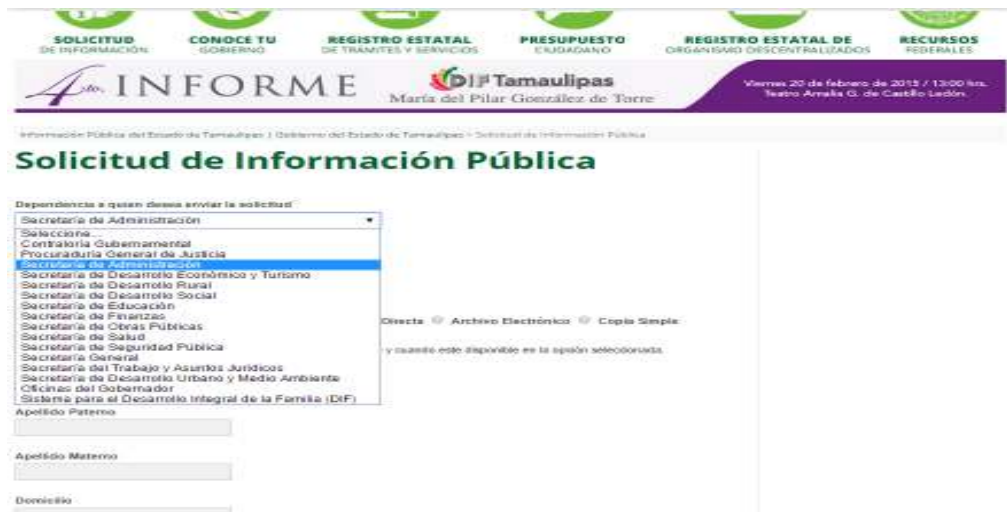 SOLICITUD
DE INFORMACIÓN
CONOCE TU
GOBIERNO
REGISTRO ESTATAL
DE TRÁMITES Y SERVICIOS
PRESUPUESTO
CIUDADANO
REGISTRO ESTATAL DE
ORGANISMO DESCENTRALIZADOS
RECURSOS
FEDERALES
4to. INFORME
DIF Tamaulipas
María del Pilar González de Torre
Viernes 20 de febrero de 2015 / 13:00 hrs.
Teatro Amalia G. de Castillo Ledón.
Información Pública del Estado de Tamaulipas | Gobierno del Estado de Tamaulipas > Solicitud de Información Pública
Solicitud de Información Pública
Dependencia a quien desea enviar la solicitud
Secretaría de Administración
Seleccione...
Contraloría Gubernamental
Procuraduría General de Justicia
Secretaría de Administración
Secretaría de Desarrollo Económico y Turismo
Secretaría de Desarrollo Rural
Secretaría de Desarrollo Social
Secretaría de Educación
Secretaría de Finanzas
Secretaría de Obras Públicas
Secretaría de Salud
Secretaría de Seguridad Pública
Secretaría General
Secretaría del Trabajo y Asuntos Jurídicos
Secretaría de Desarrollo Urbano y Medio Ambiente
Oficinas del Gobernador
Sistema para el Desarrollo Integral de la Familia (DIF)
Directa Archivo Electrónico Copia Simple
y cuando este disponible en la opción seleccionada.
Apellido Paterno
Apellido Materno
Domicilio